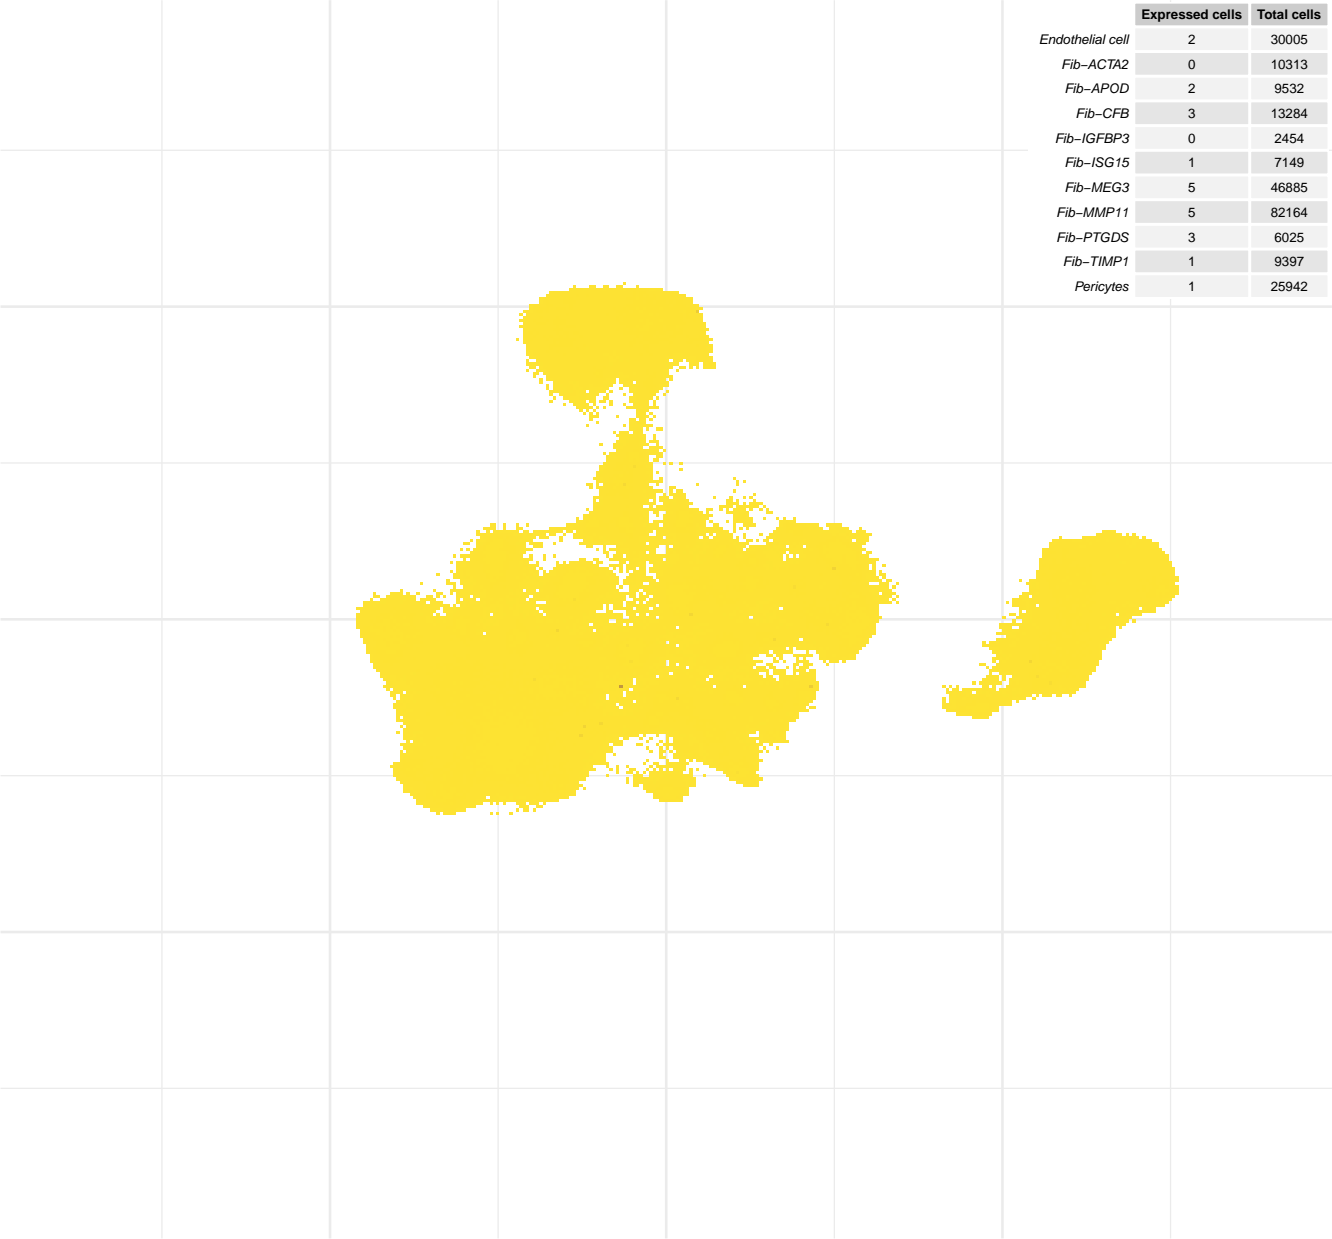 Expressed cells Total cells
Endothelial cell 2 30005
Fib−ACTA2 0 10313
Fib−APOD 2 9532
Fib−CFB 3 13284
Fib−IGFBP3 0 2454
Fib−ISG15 1 7149
Fib−MEG3 5 46885
Fib−MMP11 5 82164
Fib−PTGDS 3 6025
Fib−TIMP1 1 9397
Pericytes 1 25942